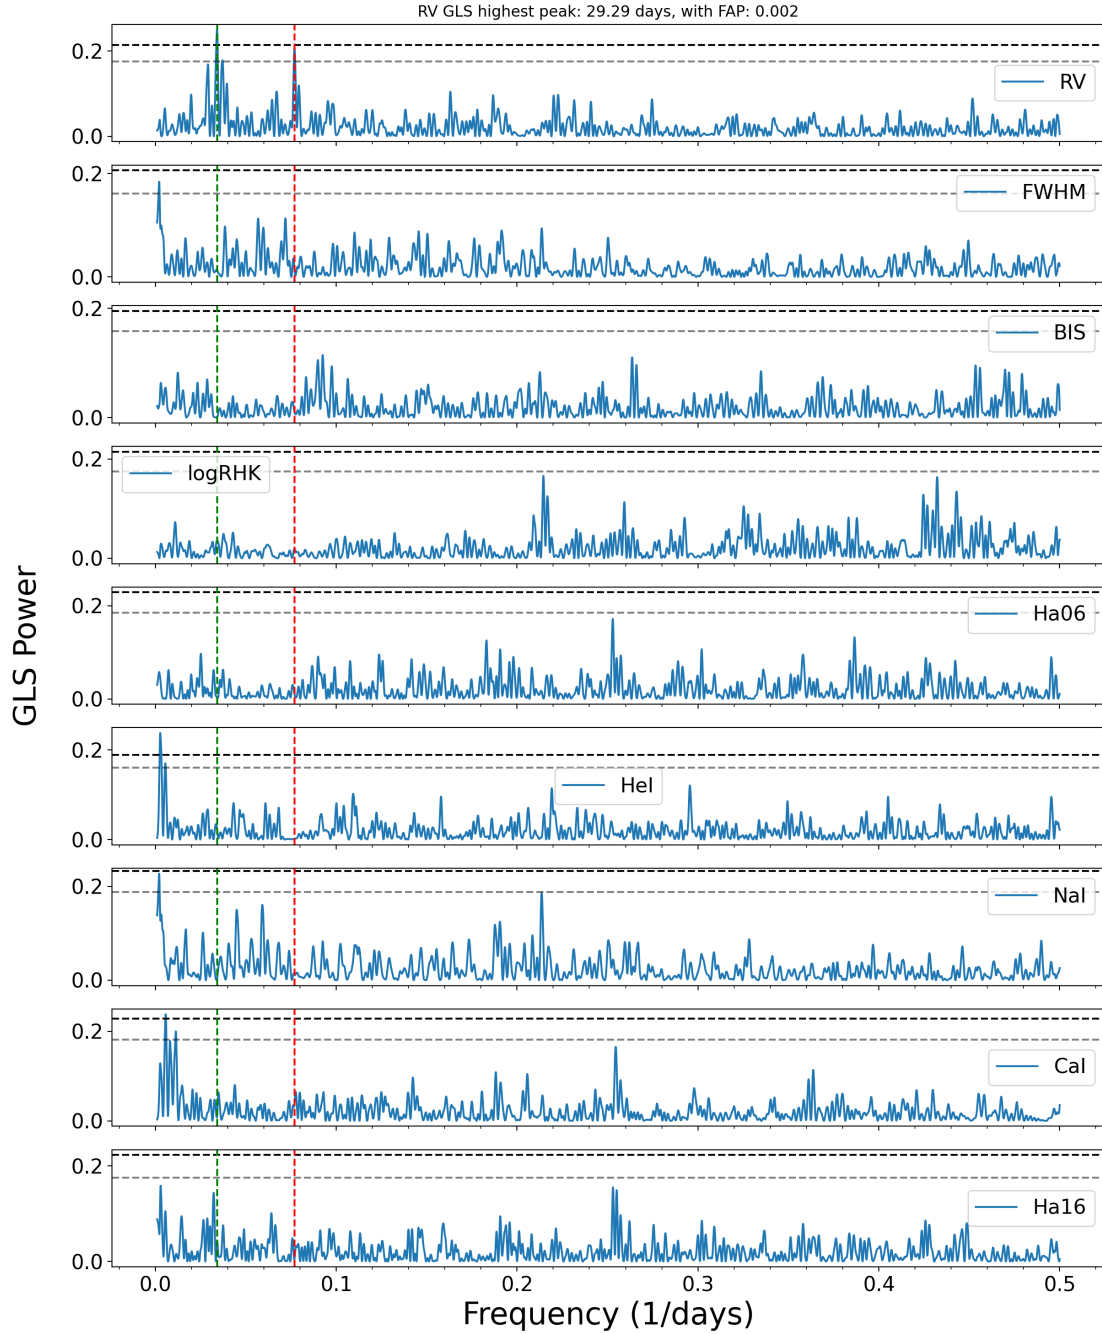 RV GLS highest peak: 29.29 days, with FAP: 0.002
0.2
0.0
RV
0.2
0.0
FWHM
0.2
0.0
BIS
0.2
0.0
logRHK
0.2
0.0
Ha06
0.2
0.0
HeI
0.2
0.0
NaI
0.2
0.0
CaI
0.2
0.0
Ha16
GLS Power
0.0 0.1 0.2 0.3 0.4 0.5
Frequency (1/days)